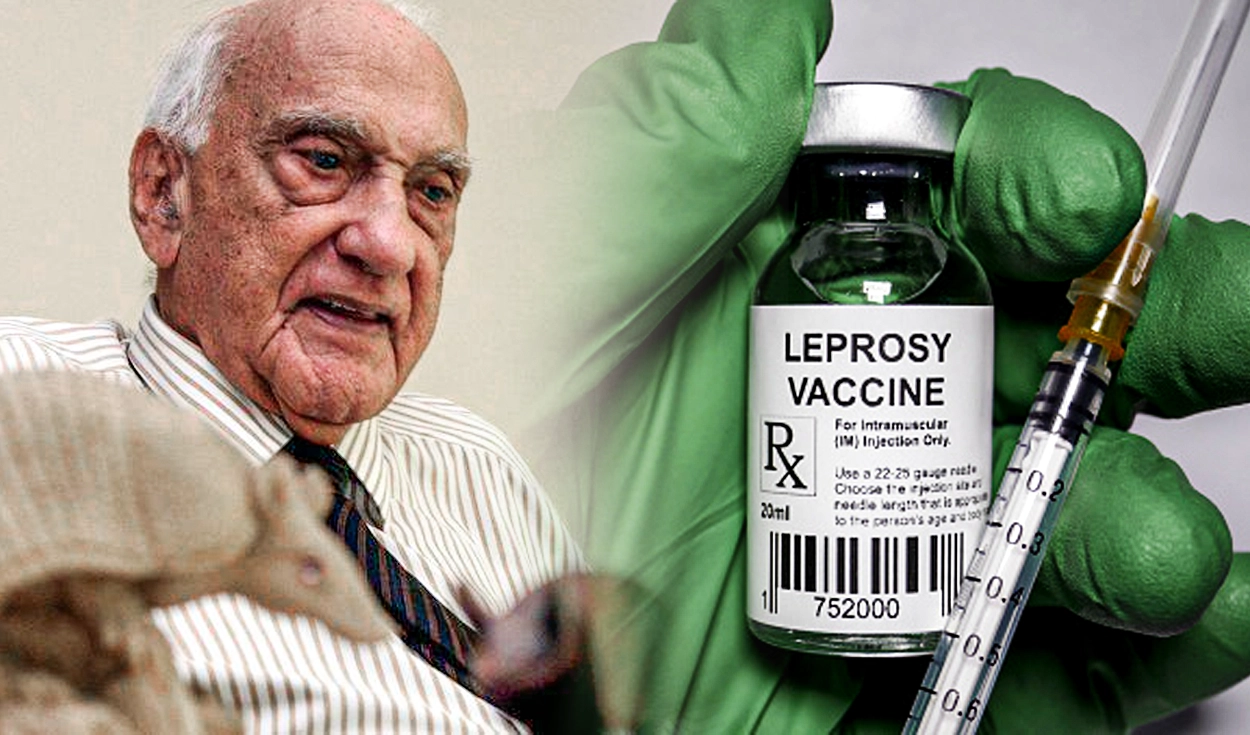 LEPROSY
VACCINE
Rx
For Intramuscular
(IM) Injection Only.
Use a 22-25 gauge needle
Choose the injection site and
needle length that is appropriate
to the person's age and body
20ml
1 752000
0.2
0.3
0.4
0.5
0.6